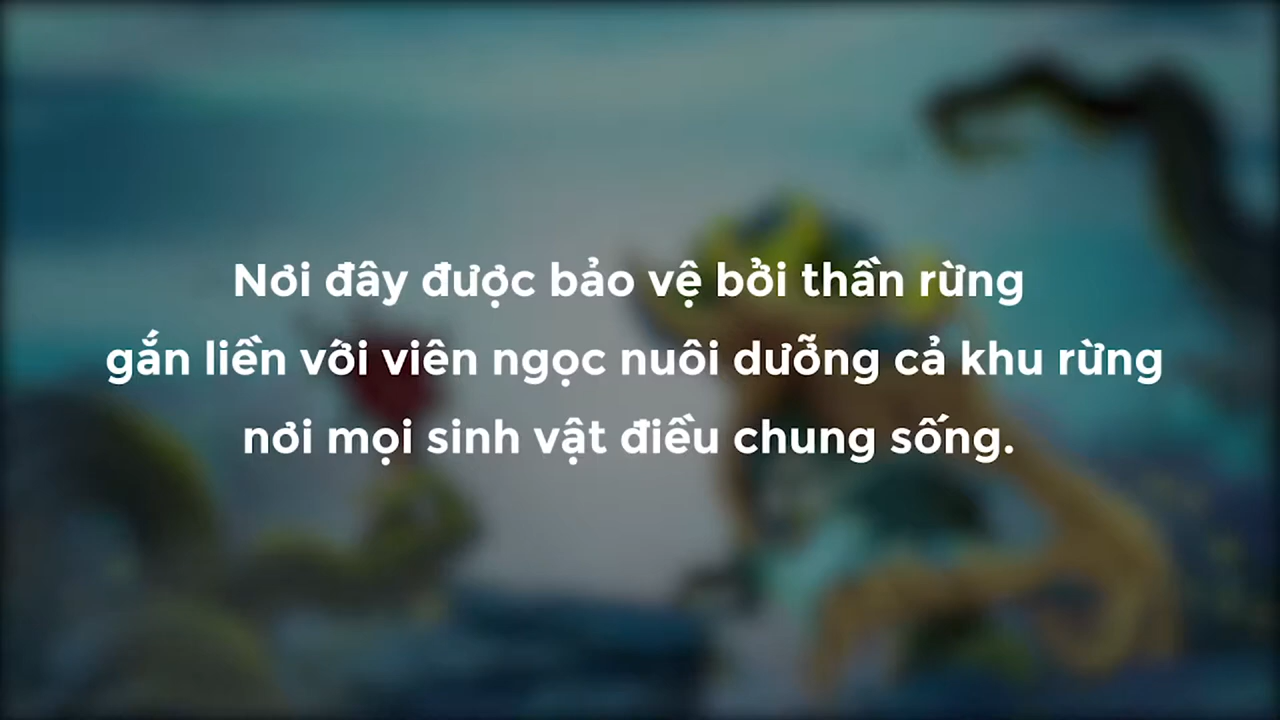 Nơi đây được bảo vệ bởi thần rừng
gắn liền với viên ngọc nuôi dưỡng cả khu rừng
nơi mọi sinh vật điều chung sống.